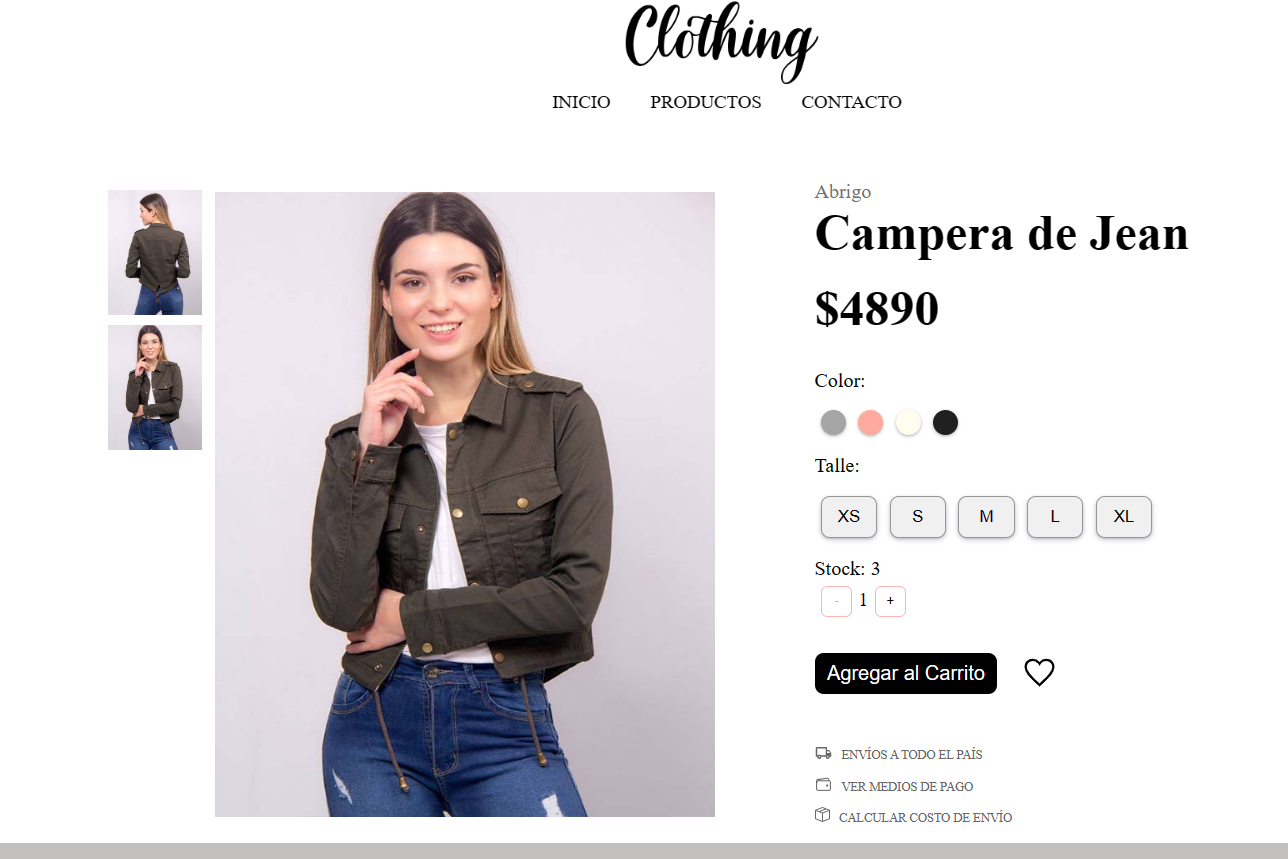 Clothing
INICIO PRODUCTOS CONTACTO
Abrigo
Campera de Jean
$4890
Color:
Talle:
XS S M L XL
Stock: 3
- 1 +
Agregar al Carrito
ENVÍOS A TODO EL PAÍS
VER MEDIOS DE PAGO
CALCULAR COSTO DE ENVÍO